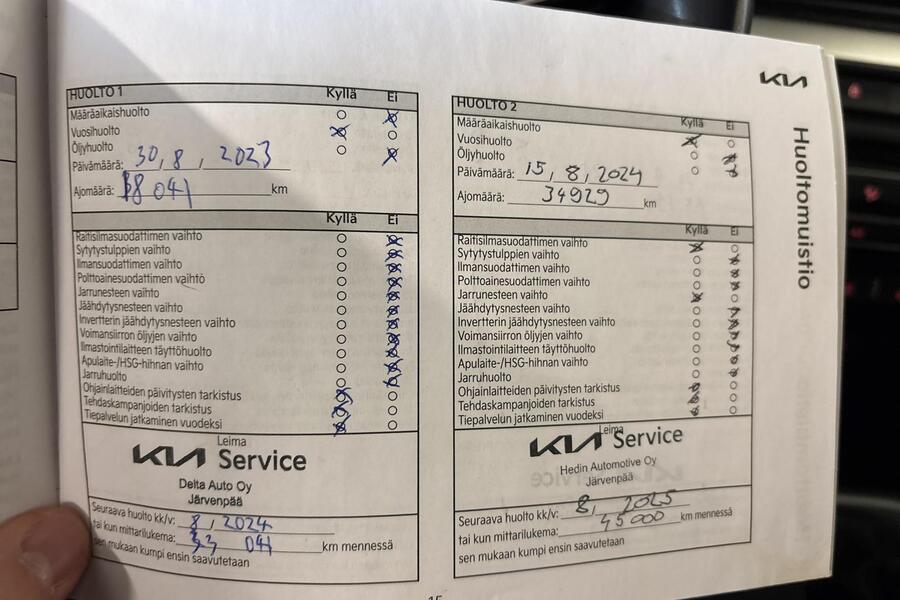 KIA
Huoltomuistio
HUOLTO 1 Kyllä Ei
Määräaikaishuolto
Vuosihuolto
Öljyhuolto
Päivämäärä: 30, 8, 2023
Ajomäärä: 18 041 km
Kyllä Ei
Raitisilmasuodattimen vaihto
Sytytystulppien vaihto
Ilmansuodattimen vaihto
Polttoainesuodattimen vaihto
Jarrunesteen vaihto
Jäähdytysnesteen vaihto
Invertterin jäähdytysnesteen vaihto
Voimansiirron öljyjen vaihto
Ilmastointilaitteen täyttöhuolto
Apulaite-/HSG-hihnan vaihto
Jarruhuolto
Ohjainlaitteiden päivitysten tarkistus
Tehdaskampanjoiden tarkistus
Tiepalvelun jatkaminen vuodeksi
Leima
KIA Service
Delta Auto Oy
Järvenpää
Seuraava huolto kk/v: 8, 2024
tai kun mittarilukema: 33 041 km mennessä
sen mukaan kumpi ensin saavutetaan
HUOLTO 2 Kyllä Ei
Määräaikaishuolto
Vuosihuolto
Öljyhuolto
Päivämäärä: 15, 8, 2024
Ajomäärä: 34929 km
Kyllä Ei
Raitisilmasuodattimen vaihto
Sytytystulppien vaihto
Ilmansuodattimen vaihto
Polttoainesuodattimen vaihto
Jarrunesteen vaihto
Jäähdytysnesteen vaihto
Invertterin jäähdytysnesteen vaihto
Voimansiirron öljyjen vaihto
Ilmastointilaitteen täyttöhuolto
Apulaite-/HSG-hihnan vaihto
Jarruhuolto
Ohjainlaitteiden päivitysten tarkistus
Tehdaskampanjoiden tarkistus
Tiepalvelun jatkaminen vuodeksi
Leima
KIA Service
Hedin Automotive Oy
Järvenpää
Seuraava huolto kk/v: 8, 2025
tai kun mittarilukema: 45000 km mennessä
sen mukaan kumpi ensin saavutetaan